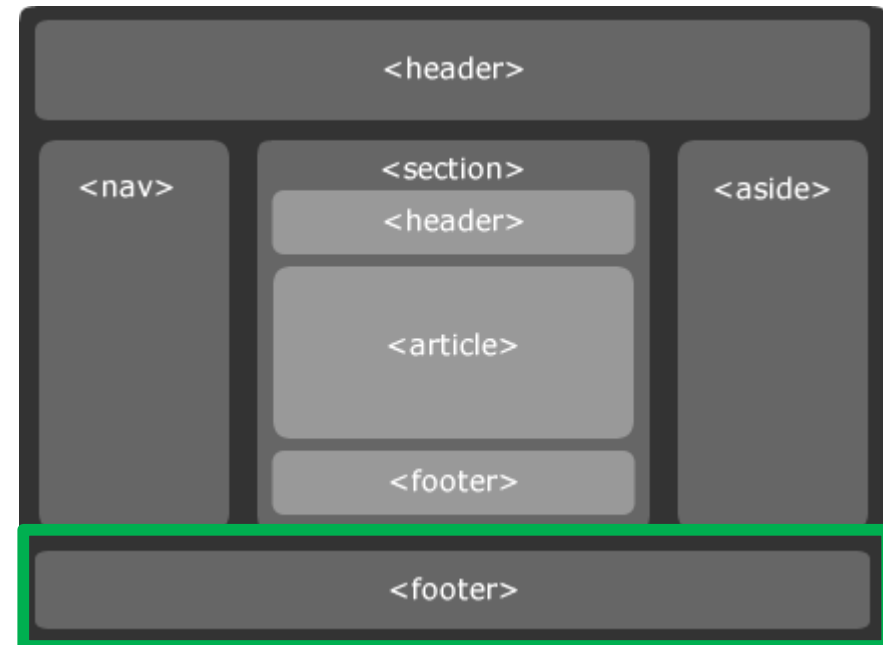 <header>
<nav>
<section>
<header>
<article>
<footer>
<aside>
<footer>